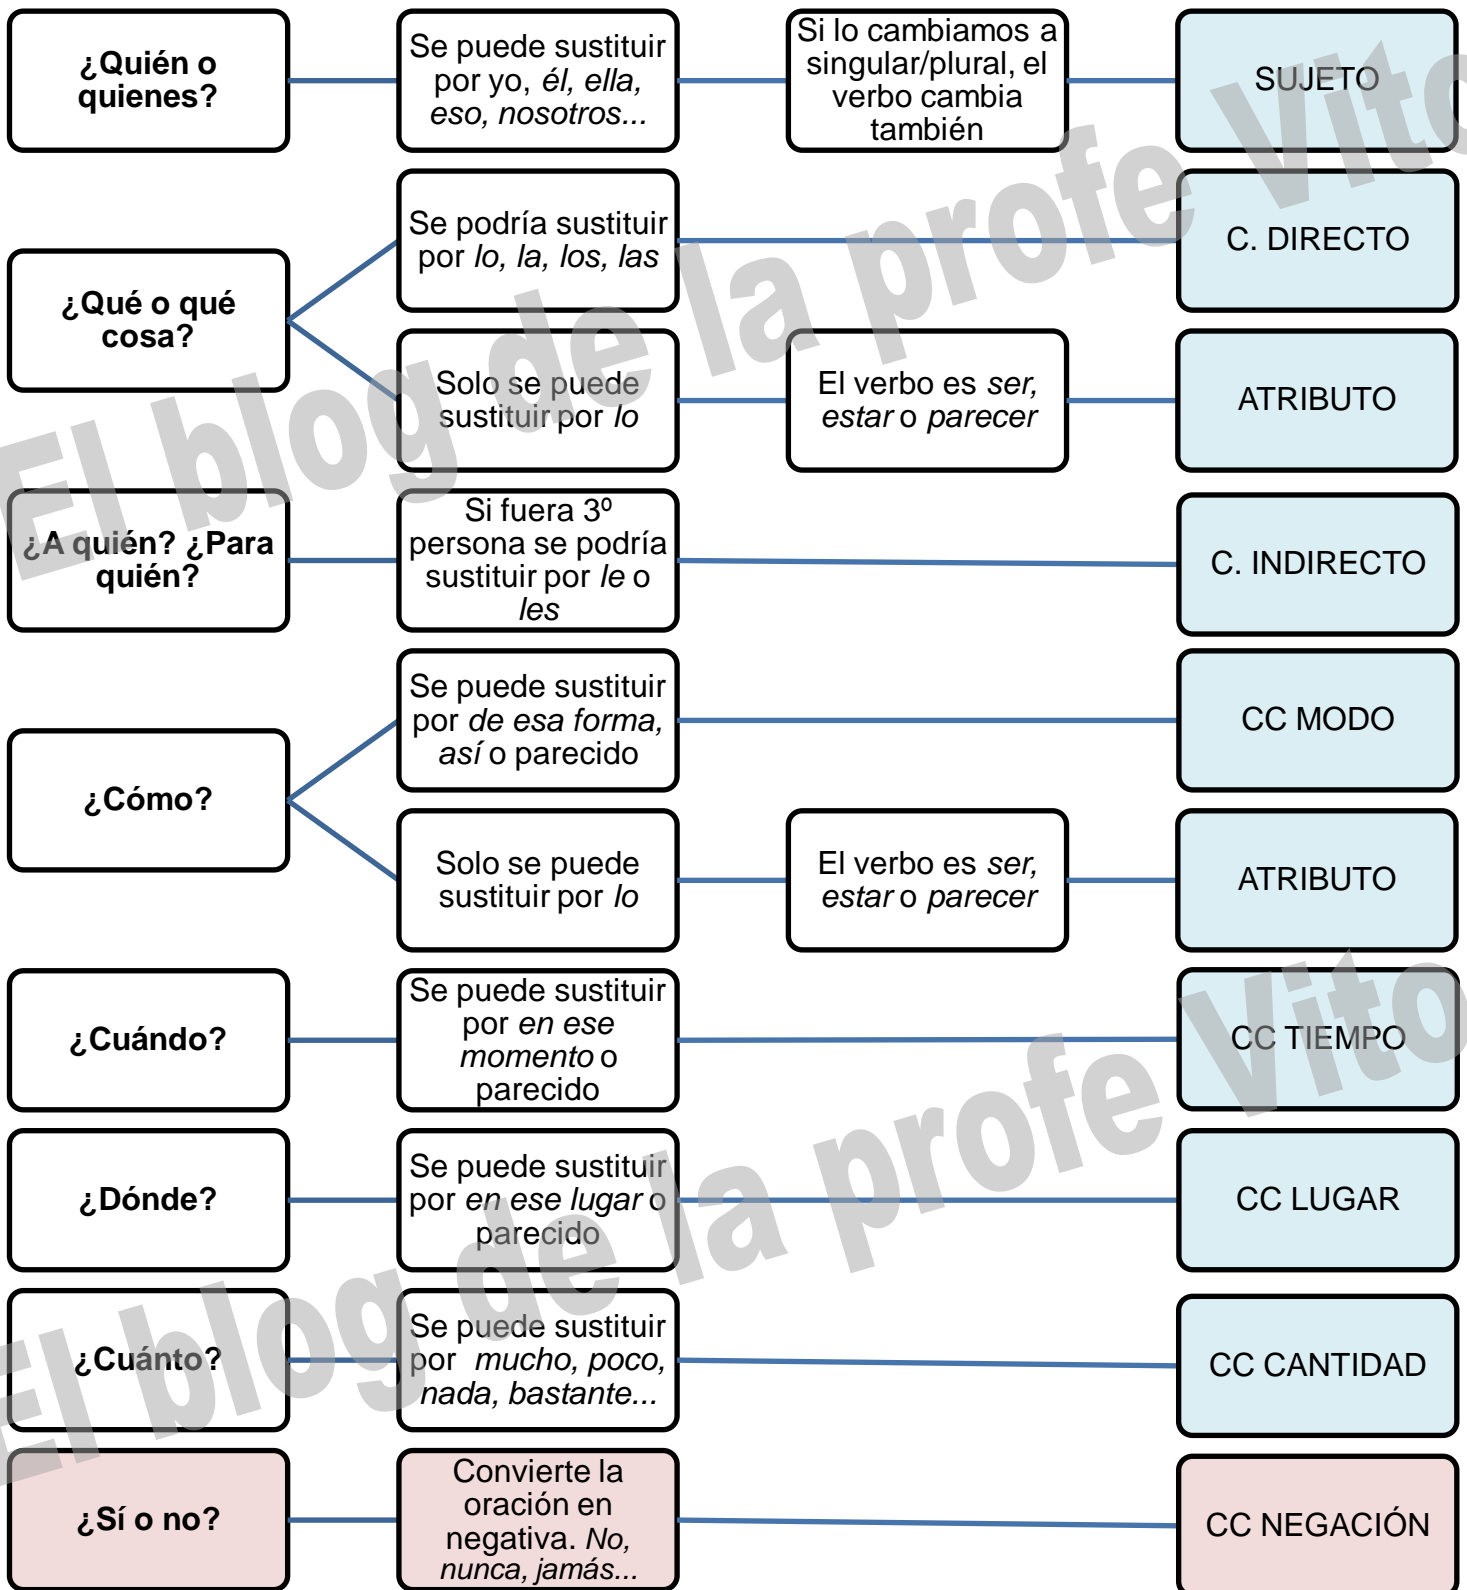 ¿Quién o
quienes?
Se puede sustituir
por yo, él, ella,
eso, nosotros...
Si lo cambiamos a
singular/plural, el
verbo cambia
también
SUJETO
¿Qué o qué
cosa?
Se podría sustituir
por lo, la, los, las
C. DIRECTO
Solo se puede
sustituir por lo
El verbo es ser,
estar o parecer
ATRIBUTO
¿A quién? ¿Para
quién?
Si fuera 3º
persona se podría
sustituir por le o
les
C. INDIRECTO
¿Cómo?
Se puede sustituir
por de esa forma,
así o parecido
CC MODO
Solo se puede
sustituir por lo
El verbo es ser,
estar o parecer
ATRIBUTO
¿Cuándo?
Se puede sustituir
por en ese
momento o
parecido
CC TIEMPO
¿Dónde?
Se puede sustituir
por en ese lugar o
parecido
CC LUGAR
¿Cuánto?
Se puede sustituir
por mucho, poco,
nada, bastante...
CC CANTIDAD
¿Sí o no?
Convierte la
oración en
negativa. No,
nunca, jamás...
CC NEGACIÓN
El blog de la profe Vito
El blog de la profe Vito